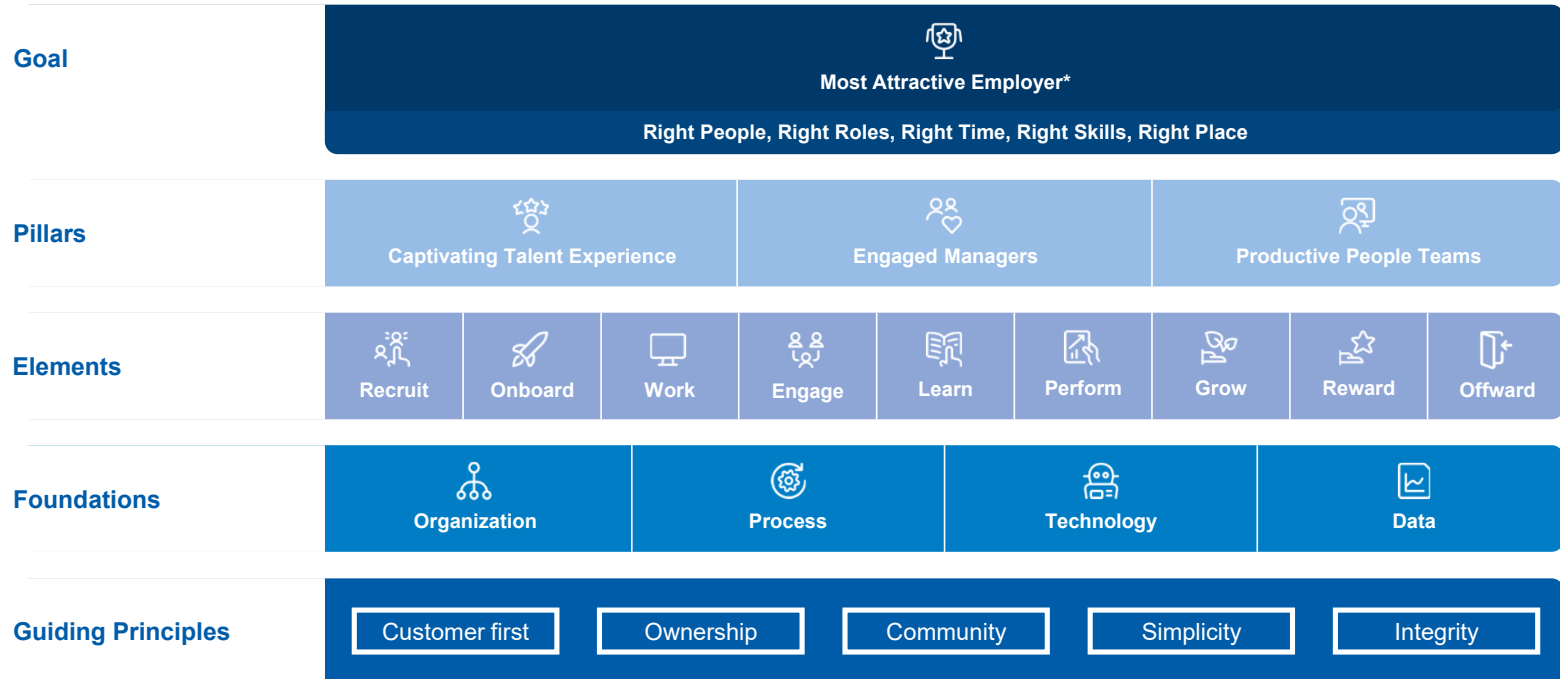 Goal
Most Attractive Employer*
Right People, Right Roles, Right Time, Right Skills, Right Place
Pillars
Captivating Talent Experience
Engaged Managers
Productive People Teams
Elements
Recruit
Onboard
Work
Engage
Learn
Perform
Grow
Reward
Offward
Foundations
Organization
Process
Technology
Data
Guiding Principles
Customer first
Ownership
Community
Simplicity
Integrity